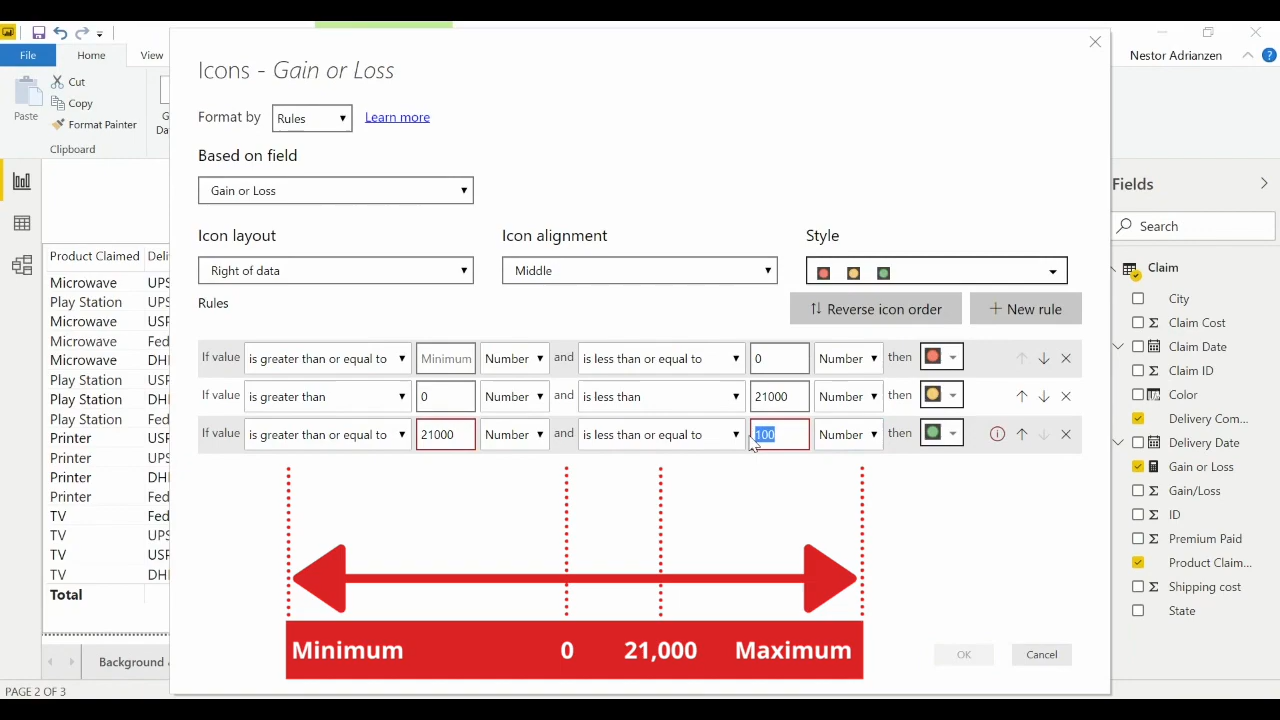 File
Home
View
Nestor Adrianzen
Paste
Cut
Copy
Format Painter
Clipboard
Icons - Gain or Loss
Format by
Rules
Learn more
Based on field
Gain or Loss
Icon layout
Icon alignment
Style
Right of data
Middle
Rules
Reverse icon order
New rule
If value is greater than or equal to Minimum Number and is less than or equal to 0 Number then
If value is greater than 0 Number and is less than 21000 Number then
If value is greater than or equal to 21000 Number and is less than or equal to 100 Number then
Minimum 0 21,000 Maximum
OK
Cancel
Product Claimed
Microwave UPS
Play Station UPS
Microwave
Microwave
Microwave
Play Station
Play Station
Play Station
Printer
Printer UPS
Printer
Printer
TV
TV UPS
TV
TV
Total
Background
PAGE 2 OF 3
Fields
Search
Claim
City
Claim Cost
Claim Date
Claim ID
Color
Delivery Com...
Delivery Date
Gain or Loss
Gain/Loss
ID
Premium Paid
Product Claim...
Shipping cost
State